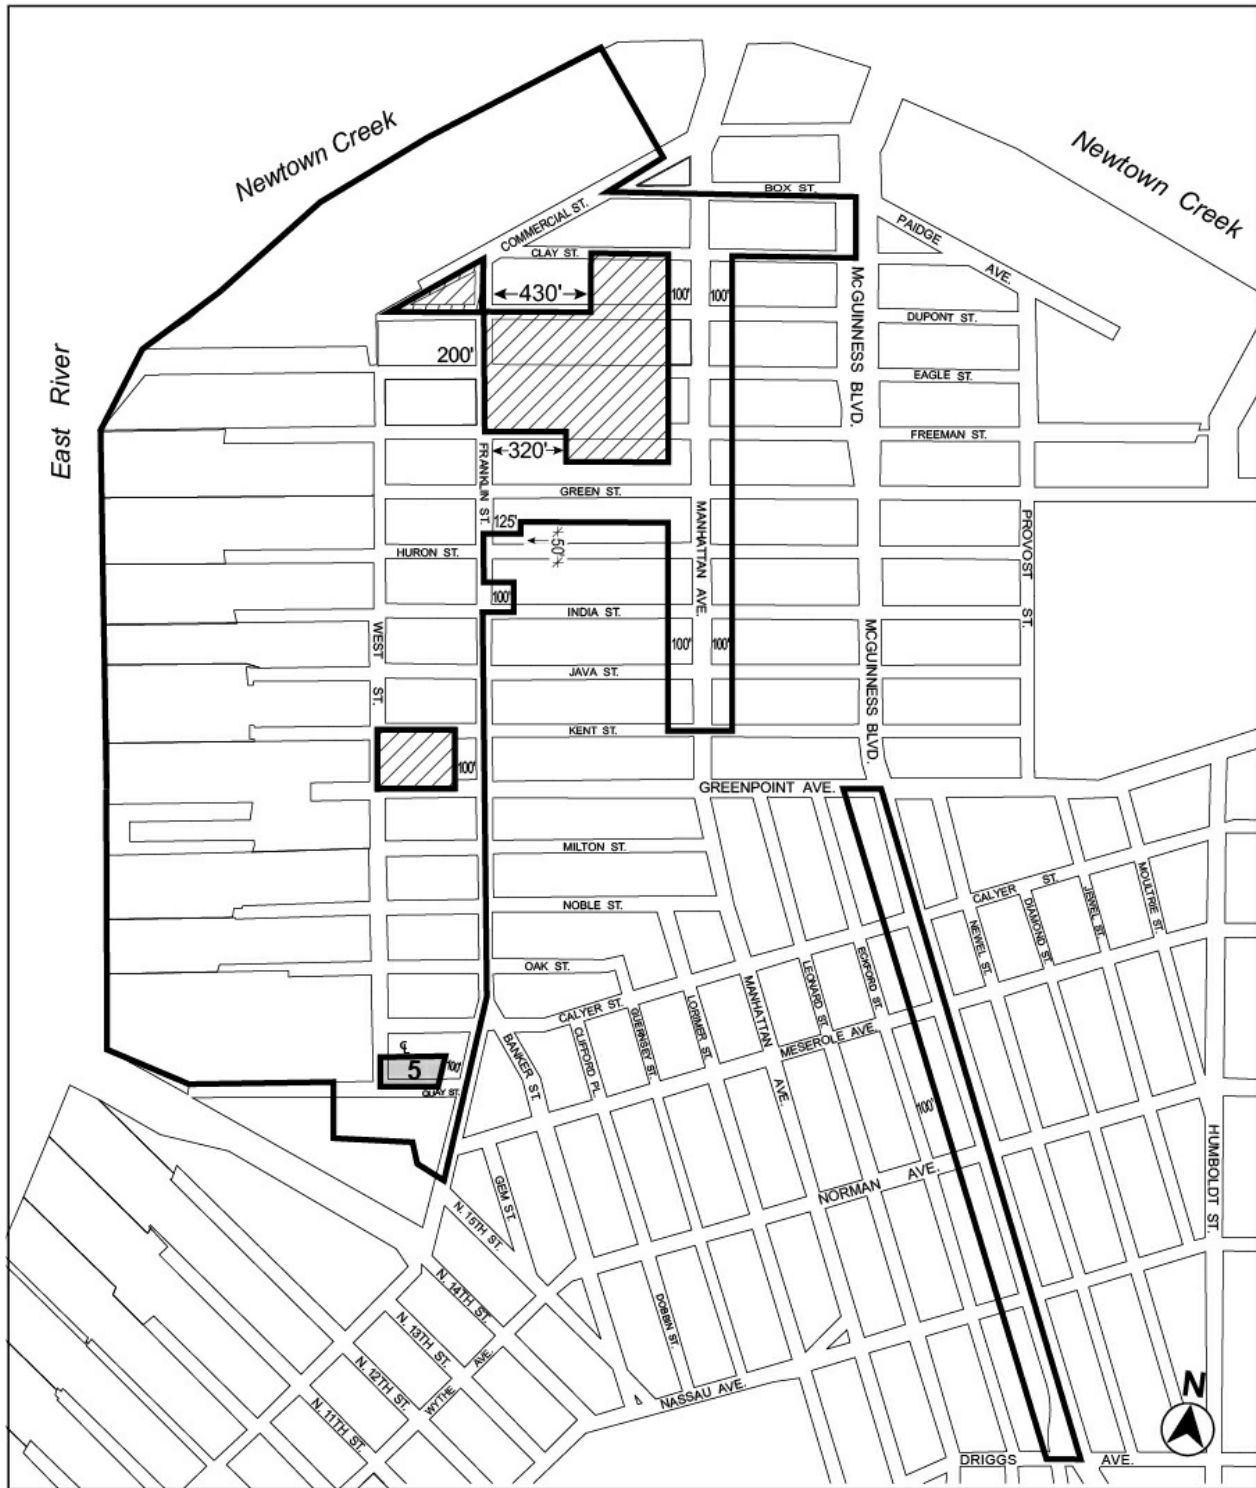 Newtown Creek
Newtown Creek
BOX ST.
COMMERCIAL ST.
PAIDGE
AVE.
CLAY ST.
430'
100'
100'
McGUINNESS BLVD.
DUPONT ST.
200'
EAGLE ST.
East River
FREEMAN ST.
320'
FRANKLIN ST.
GREEN ST.
125'
50'
HURON ST.
MANHATTAN AVE.
PROVOST ST.
100'
INDIA ST.
WEST ST.
100'
100'
MCGUINNESS BLVD.
JAVA ST.
KENT ST.
100'
GREENPOINT AVE.
MILTON ST.
CALYER ST.
JEWEL ST.
MOULTRIE ST.
NOBLE ST.
NEWEL ST.
DIAMOND ST.
OAK ST.
ECKFORD ST.
LEONARD ST.
MANHATTAN
AVE.
CALYER ST.
LORIMER ST.
GUERNSEY ST.
CLIFFORD PL.
BANKER ST.
MESEROLE AVE.
CL
5
100'
QUAY ST.
100'
HUMBOLDT ST.
NORMAN AVE.
GEM ST.
N. 15TH ST.
N. 14TH ST.
DOBBIN ST.
N. 13TH ST.
WYTHE AVE.
N. 12TH ST.
NASSAU AVE.
N. 11TH ST.
N
DRIGGS AVE.